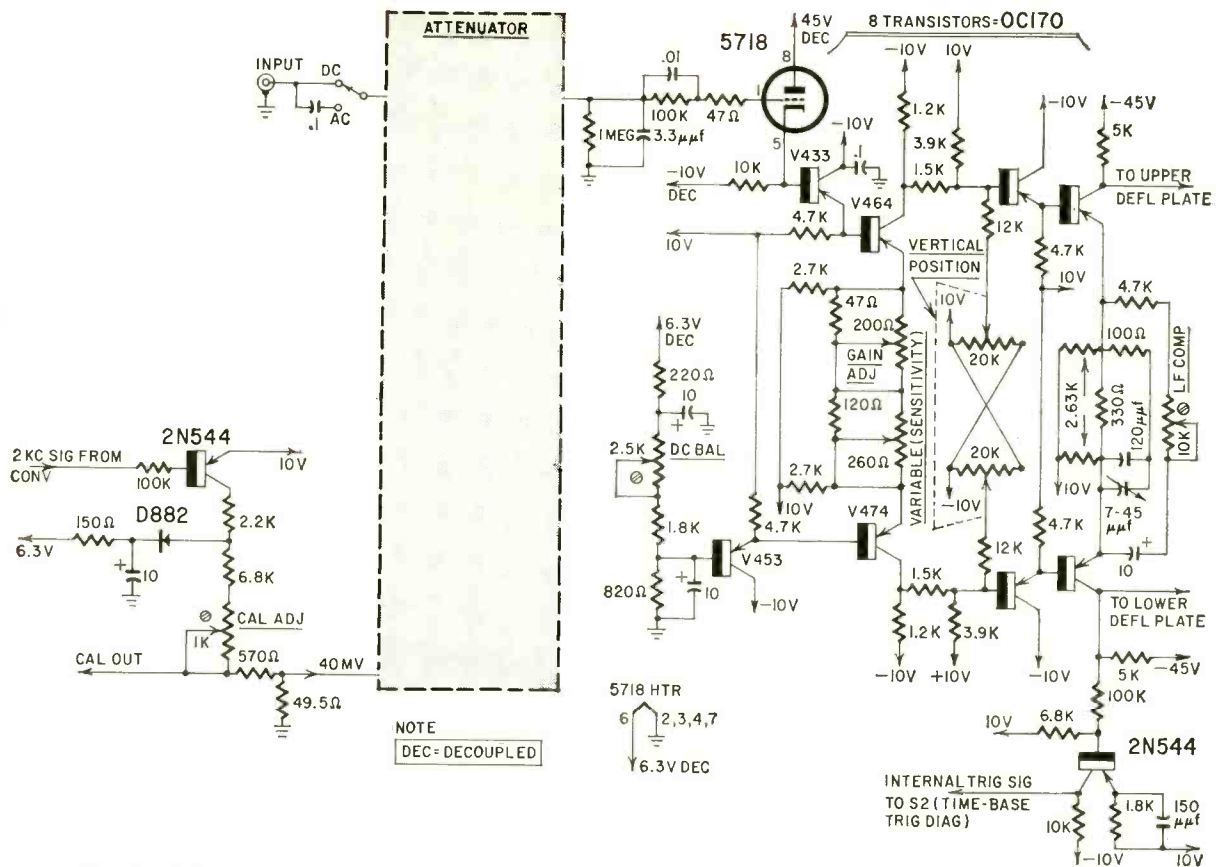 ATTENUATOR
INPUT
DC
AC
.1
.01
100K
47Ω
1MEG
3.3μμf
5718
45V
DEC
8
1
5
8 TRANSISTORS=OC170
-10V
10V
1.2K
3.9K
1.5K
-10V
-45V
5K
TO UPPER
DEFL PLATE
V433
-10V
.1
-10V
DEC
10K
V464
4.7K
10V
12K
4.7K
10V
VERTICAL
POSITION
10V
2.7K
47Ω
200Ω
GAIN
ADJ
120Ω
260Ω
2.7K
10V
VARIABLE (SENSITIVITY)
20K
20K
-10V
4.7K
100Ω
2.63K
330Ω
120μμf
10V
7-45
μμf
10K
LF COMP
10
+
6.3V
DEC
220Ω
10
+
2.5K
DC BAL
1.8K
4.7K
820Ω
10
+
V453
-10V
V474
12K
4.7K
1.5K
1.2K
3.9K
-10V
+10V
-10V
TO LOWER
DEFL PLATE
5K
-45V
100K
2N544
2KC SIG FROM
CONV
100K
10V
2.2K
D882
150Ω
6.3V
10
+
6.8K
CAL ADJ
1K
CAL OUT
570Ω
40MV
49.5Ω
NOTE
DEC=DECOUPLED
5718 HTR
6
2,3,4,7
6.3V DEC
6.8K
10V
2N544
INTERNAL TRIG SIG
TO S2 (TIME-BASE
TRIG DIAG)
10K
1.8K
150
μμf
-10V
10V